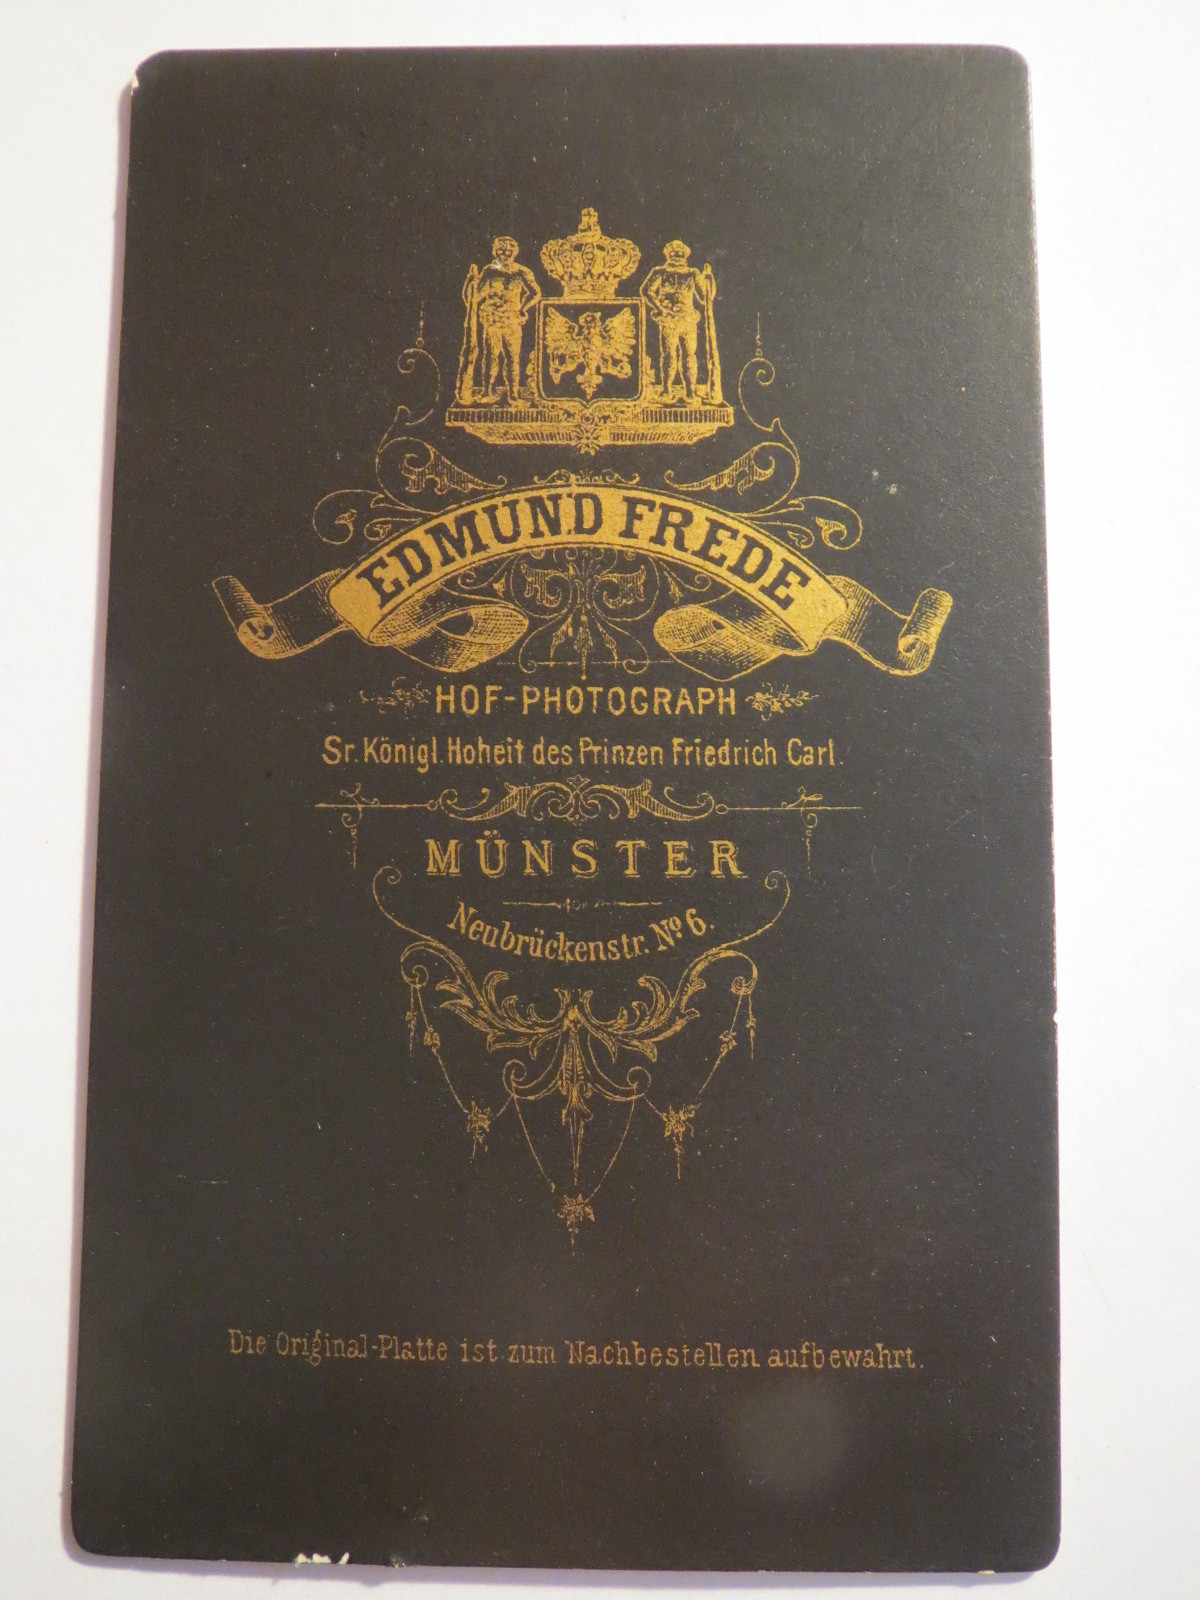 EDMUND FREDE
HOF-PHOTOGRAPH
Sr. Königl. Hoheit des Prinzen Friedrich Carl.
MÜNSTER
Neubrückenstr. No 6.
Die Original-Platte ist zum Nachbestellen aufbewahrt.